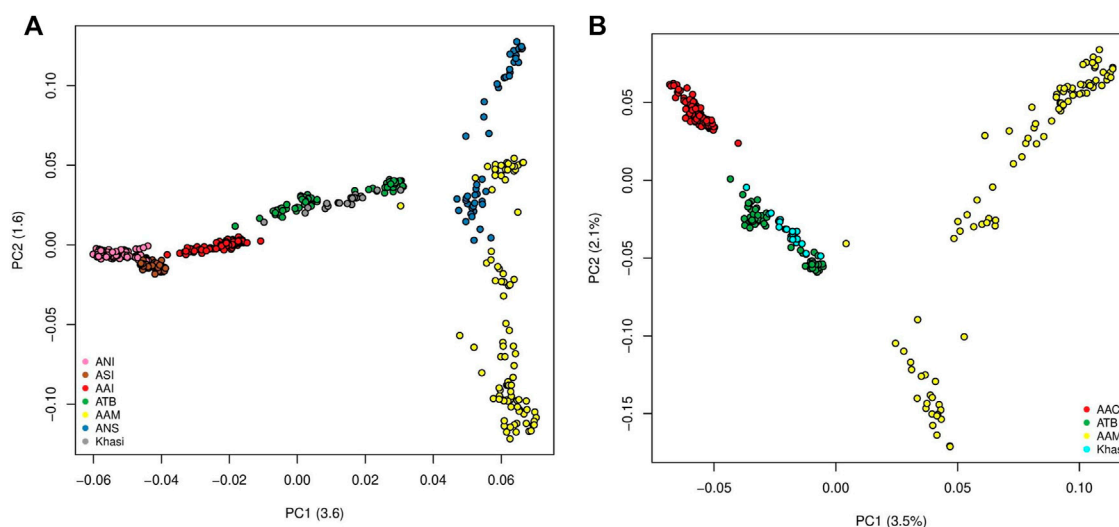 A
PC2 (1.6)
0.10
0.05
0.00
−0.05
−0.10
ANI
ASI
AAI
ATB
AAM
ANS
Khasi
−0.06
−0.04
−0.02
0.00
0.02
0.04
0.06
PC1 (3.6)
B
PC2 (2.1%)
0.05
0.00
−0.05
−0.10
−0.15
AAC
ATB
AAM
Khas
−0.05
0.00
0.05
0.10
PC1 (3.5%)